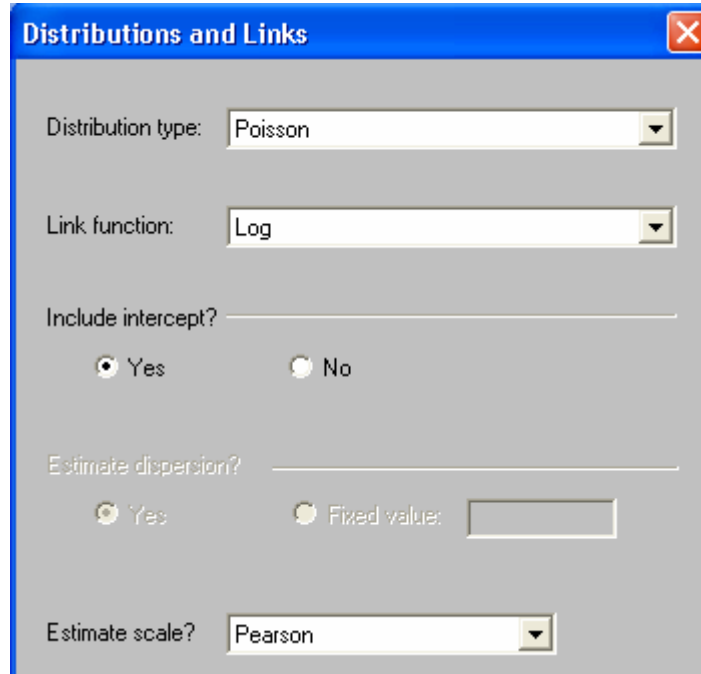 Distributions and Links
Distribution type: Poisson
Link function: Log
Include intercept?
Yes No
Estimate dispersion?
Yes Fixed value:
Estimate scale? Pearson